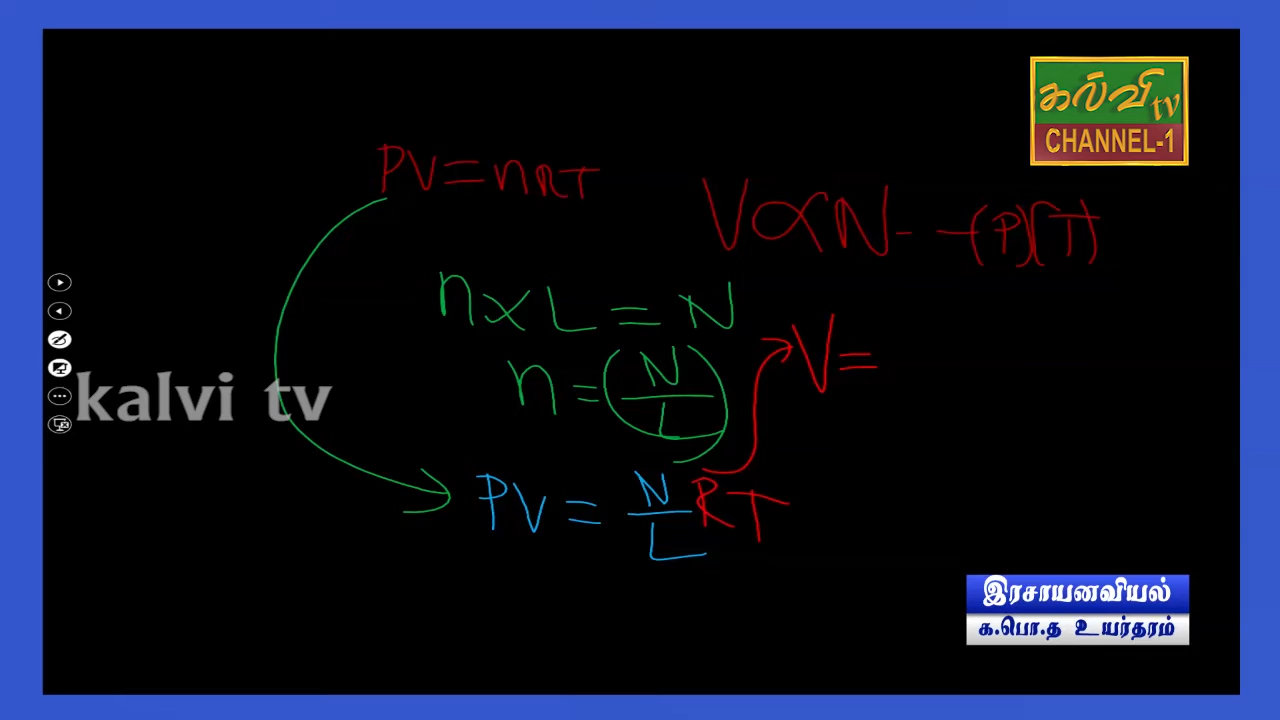 கல்வி tv
CHANNEL-1
PV = nRT
V∝N - - (P)(T)
n × L = N
n = (N/L)
V =
kalvi tv
PV = N/L RT
இரசாயனவியல்
க.பொ.த உயர்தரம்